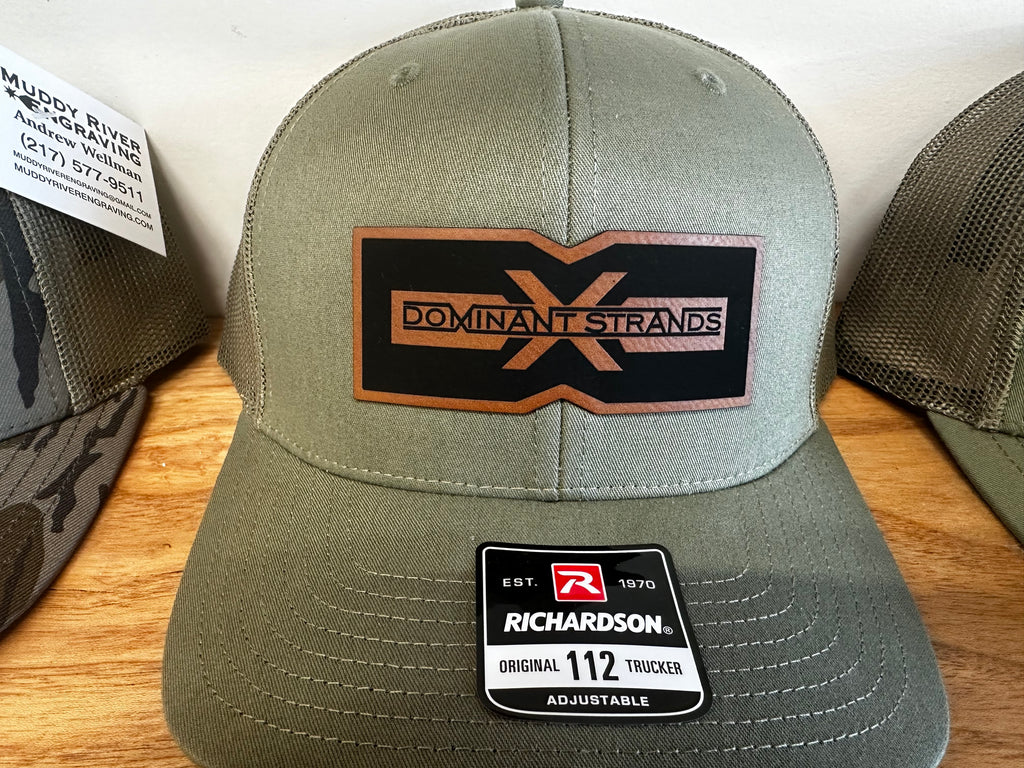 MUDDY RIVER
ENGRAVING
Andrew Wellman
(217) 577-9511
MUDDYRIVERENGRAVING@GMAIL.COM
MUDDYRIVERENGRAVING.COM
X
DOMINANT STRANDS
EST. R 1970
RICHARDSON®
ORIGINAL 112 TRUCKER
ADJUSTABLE